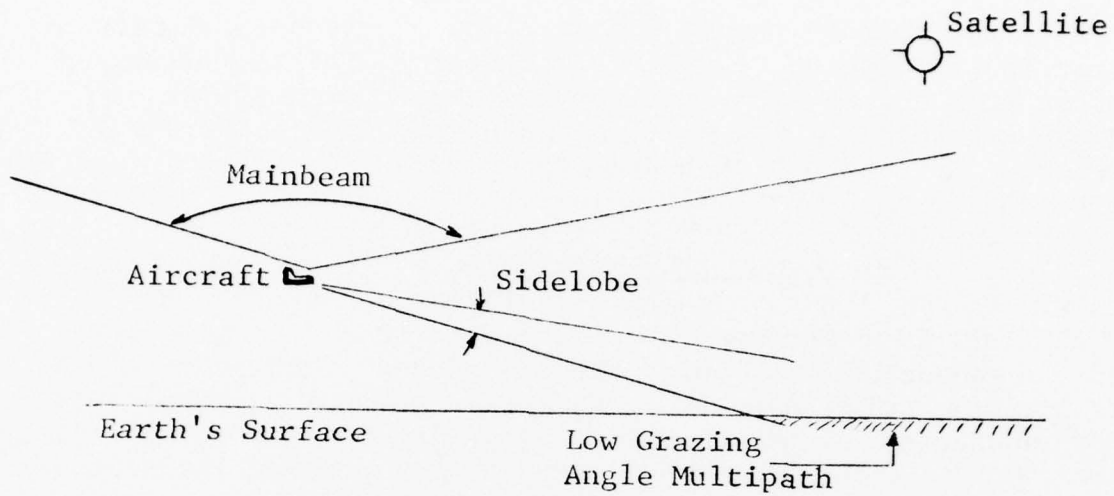 Satellite
Mainbeam
Aircraft
Sidelobe
Earth's Surface
Low Grazing
Angle Multipath